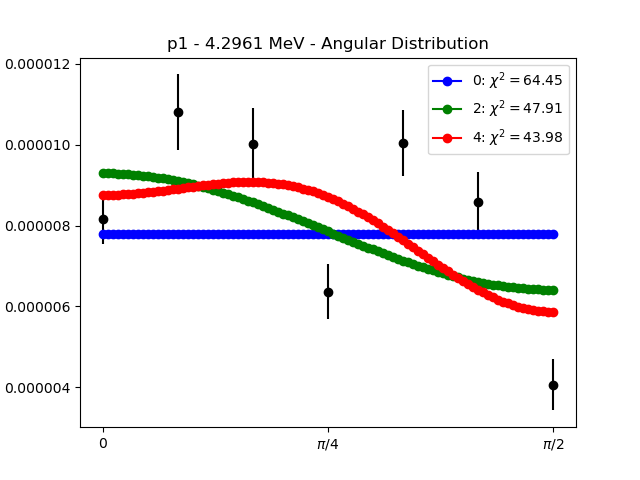 p1 - 4.2961 MeV - Angular Distribution
0.000012
0.000010
0.000008
0.000006
0.000004
0: χ² = 64.45
2: χ² = 47.91
4: χ² = 43.98
0
π/4
π/2